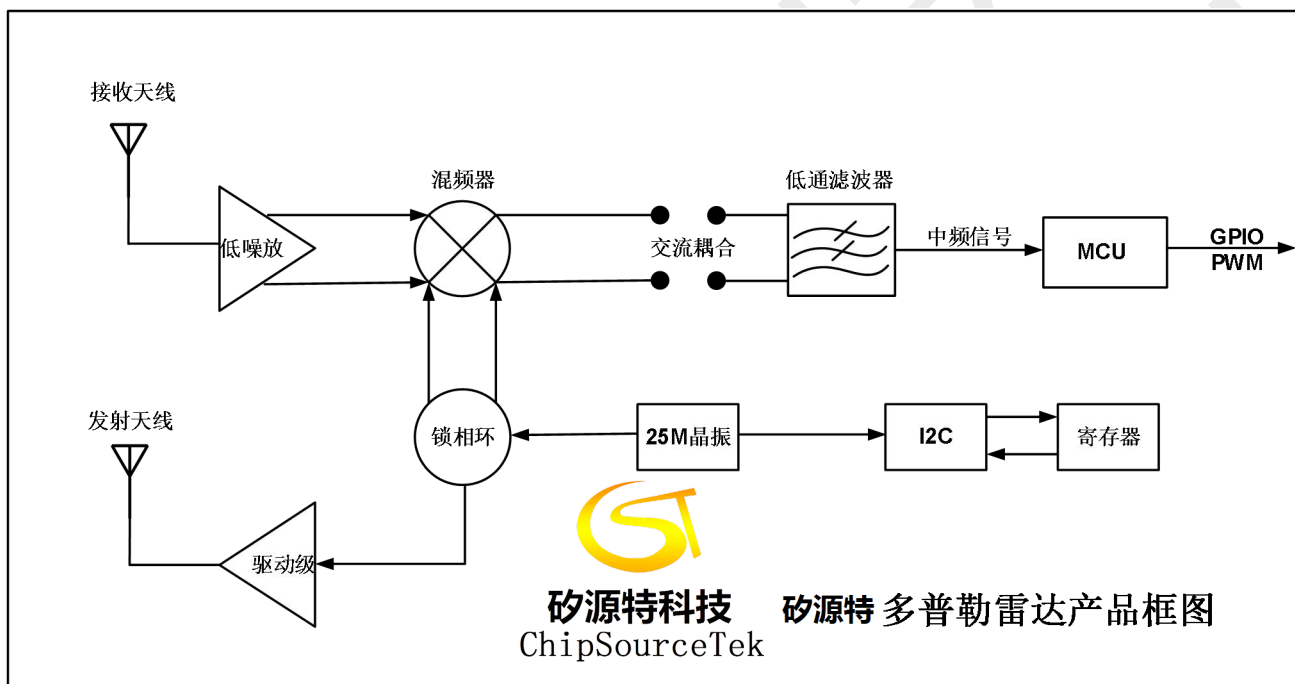 接收天线
混频器
低通滤波器
低噪放
交流耦合
中频信号
MCU
GPIO
PWM
发射天线
锁相环
25M晶振
I2C
寄存器
驱动级
矽源特科技
ChipSourceTek
矽源特多普勒雷达产品框图